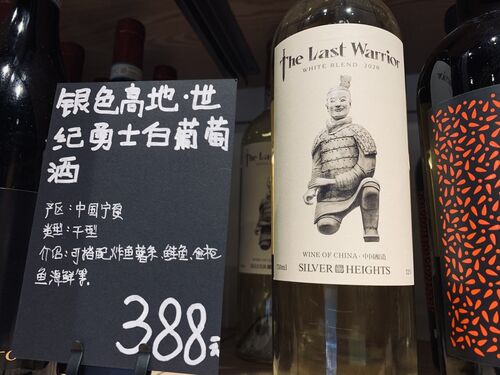 银色高地·世
纪勇士白葡萄
酒
产区：中国宁夏
类型：干型
介绍：可搭配炸鱼薯条、鲑鱼、金枪
鱼、海鲜等
388元
The Last Warrior
WHITE BLEND 2020
WINE OF CHINA · 中国酿造
750ml
SILVER HEIGHTS